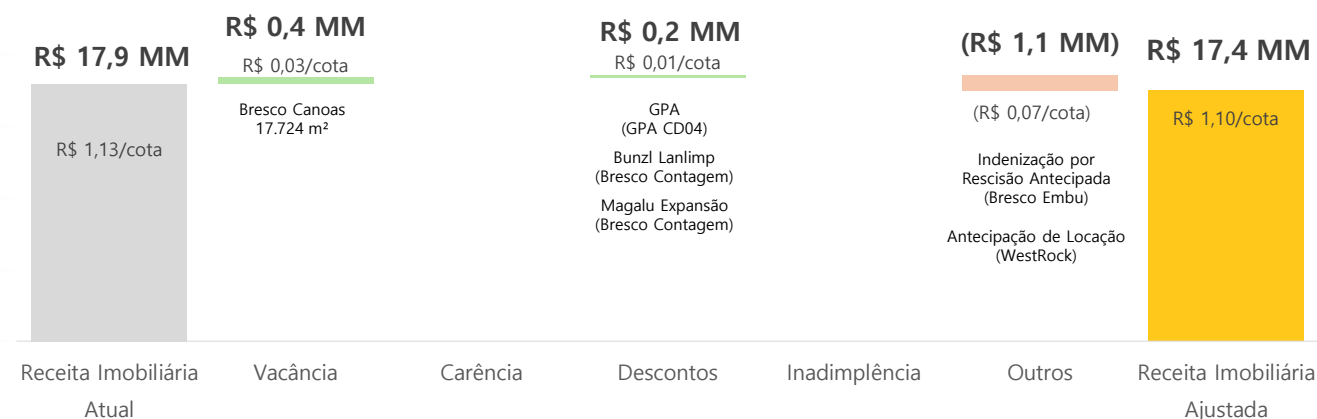 R$ 17,9 MM
R$ 1,13/cota
R$ 0,4 MM
R$ 0,03/cota
Bresco Canoas
17.724 m²
R$ 0,2 MM
R$ 0,01/cota
GPA
(GPA CD04)
Bunzl Lanlimp
(Bresco Contagem)
Magalu Expansão
(Bresco Contagem)
(R$ 1,1 MM)
(R$ 0,07/cota)
Indenização por
Rescisão Antecipada
(Bresco Embu)
Antecipação de Locação
(WestRock)
R$ 17,4 MM
R$ 1,10/cota
Receita Imobiliária
Atual
Vacância
Carência
Descontos
Inadimplência
Outros
Receita Imobiliária
Ajustada